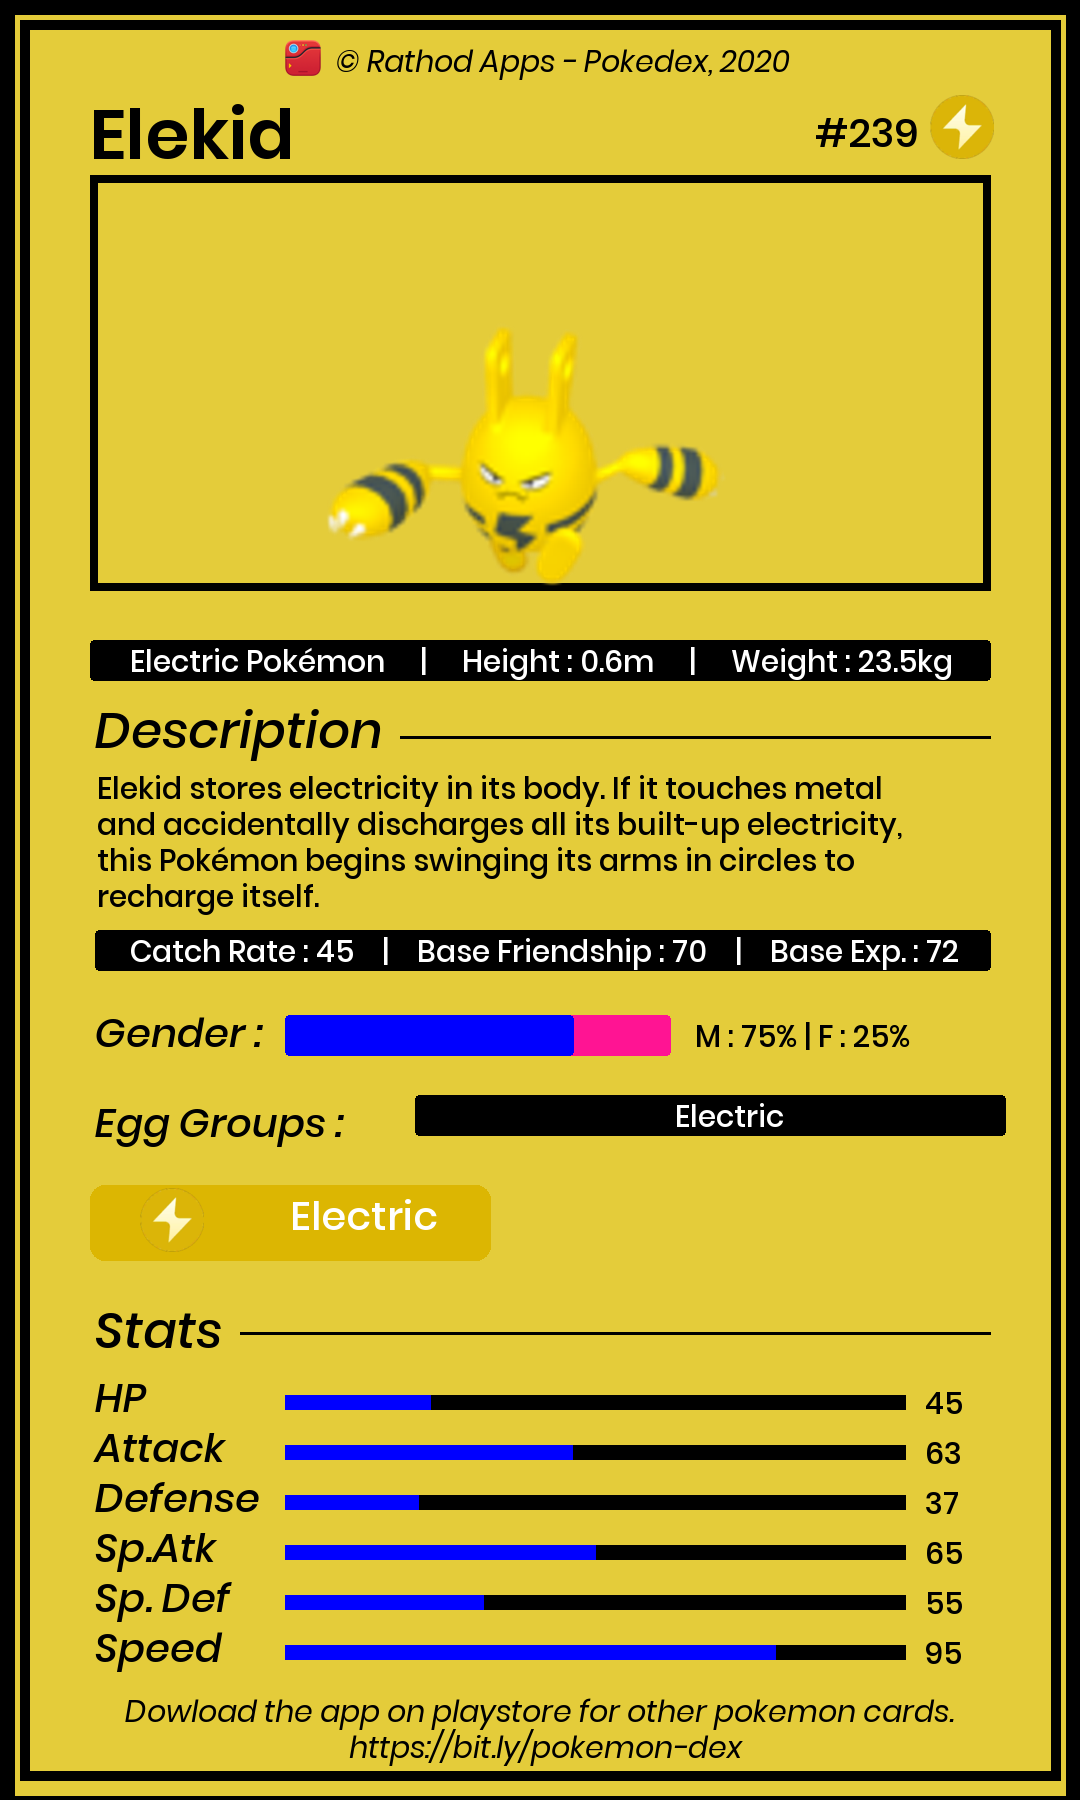 © Rathod Apps - Pokedex, 2020
Elekid
#239
Electric Pokémon | Height : 0.6m | Weight : 23.5kg
Description
Elekid stores electricity in its body. If it touches metal
and accidentally discharges all its built-up electricity,
this Pokémon begins swinging its arms in circles to
recharge itself.
Catch Rate : 45 | Base Friendship : 70 | Base Exp. : 72
Gender : M : 75% | F : 25%
Egg Groups : Electric
Electric
Stats
HP 45
Attack 63
Defense 37
Sp.Atk 65
Sp. Def 55
Speed 95
Dowload the app on playstore for other pokemon cards.
https://bit.ly/pokemon-dex